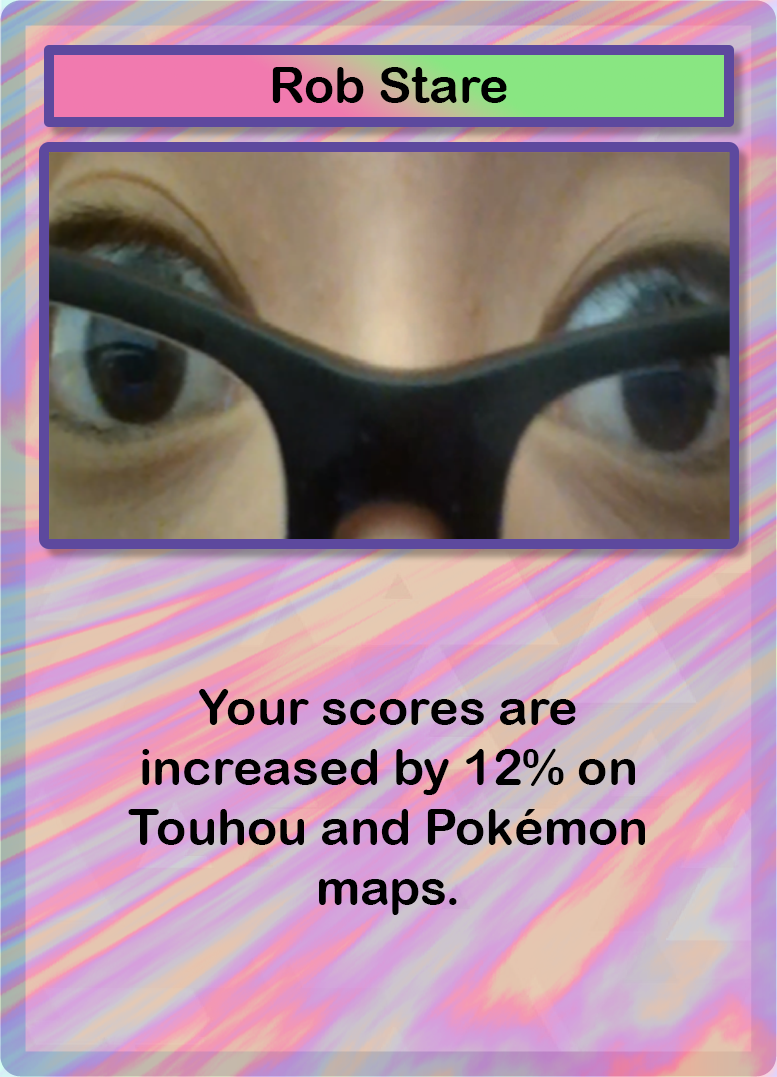 Rob Stare
Your scores are
increased by 12% on
Touhou and Pokémon
maps.